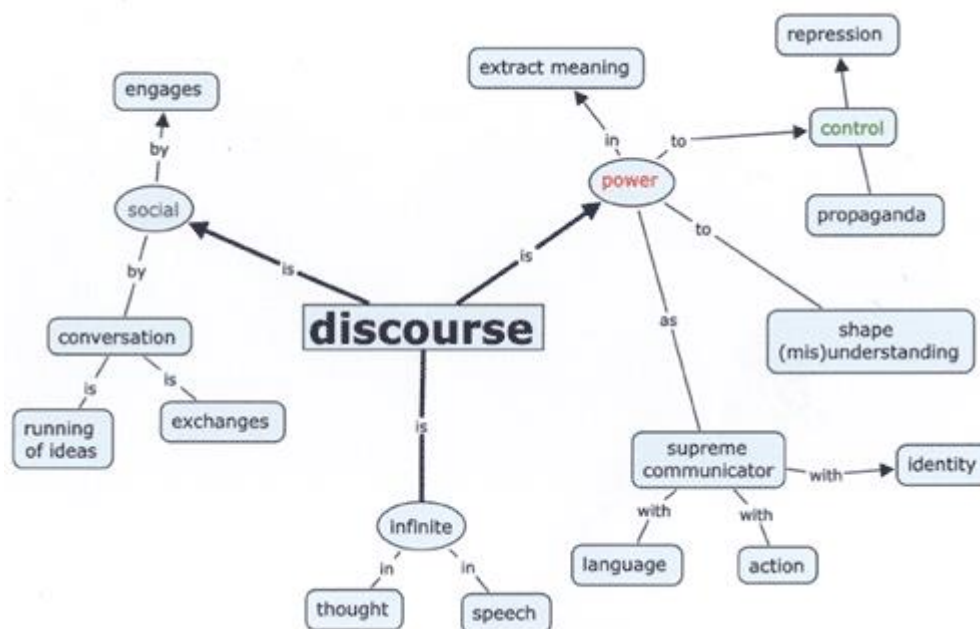 repression
extract meaning
engages
control
by
in
to
power
social
propaganda
to
is
by
is
discourse
as
conversation
shape
(mis)understanding
is
is
running
of ideas
exchanges
is
supreme
communicator
with
identity
infinite
with
with
in
in
language
action
thought
speech